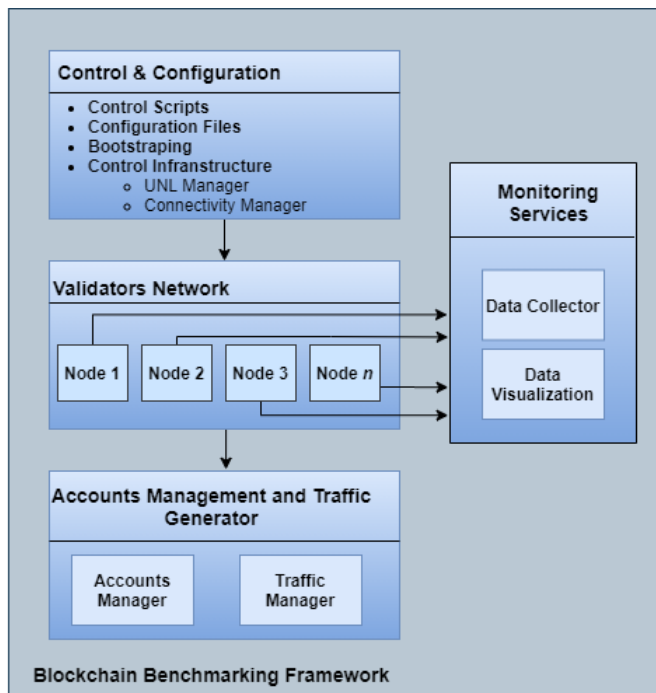 Control & Configuration
• Control Scripts
• Configuration Files
• Bootstraping
• Control Infranstructure
○ UNL Manager
○ Connectivity Manager
Monitoring
Services
Data Collector
Data
Visualization
Validators Network
Node 1
Node 2
Node 3
Node n
Accounts Management and Traffic
Generator
Accounts
Manager
Traffic
Manager
Blockchain Benchmarking Framework